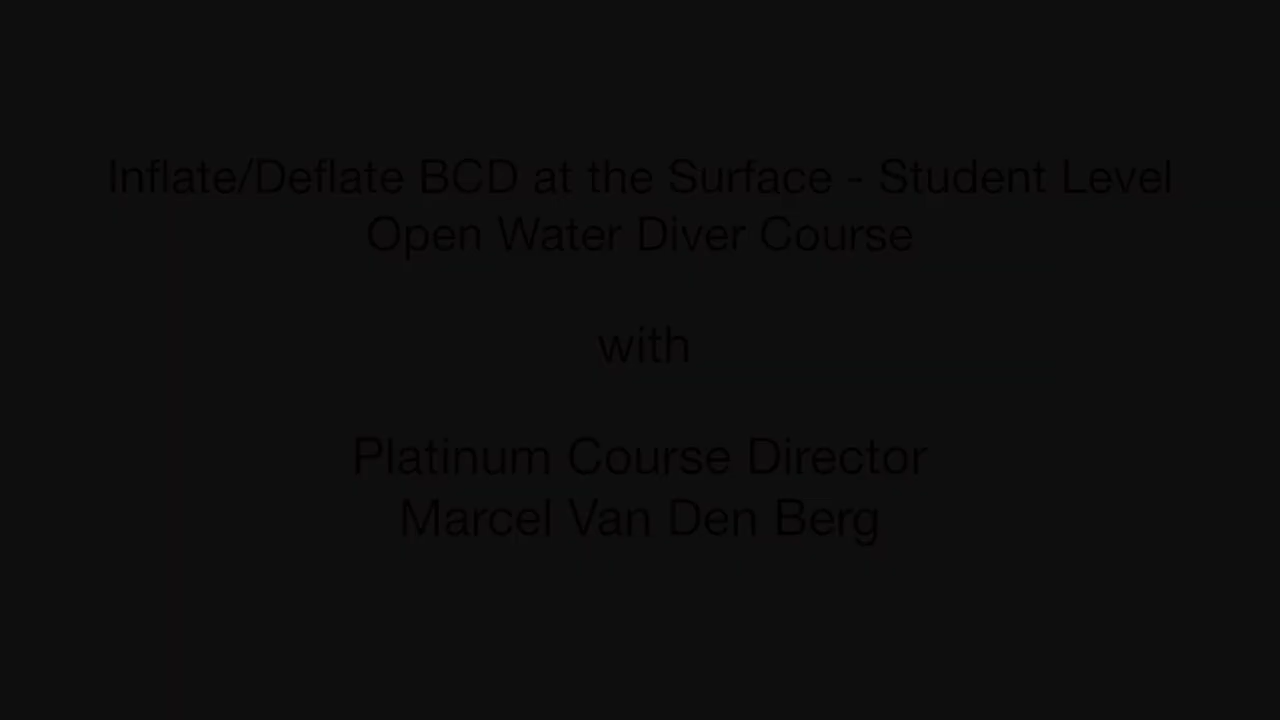 Inflate/Deflate BCD at the Surface - Student Level
Open Water Diver Course
with
Platinum Course Director
Marcel Van Den Berg